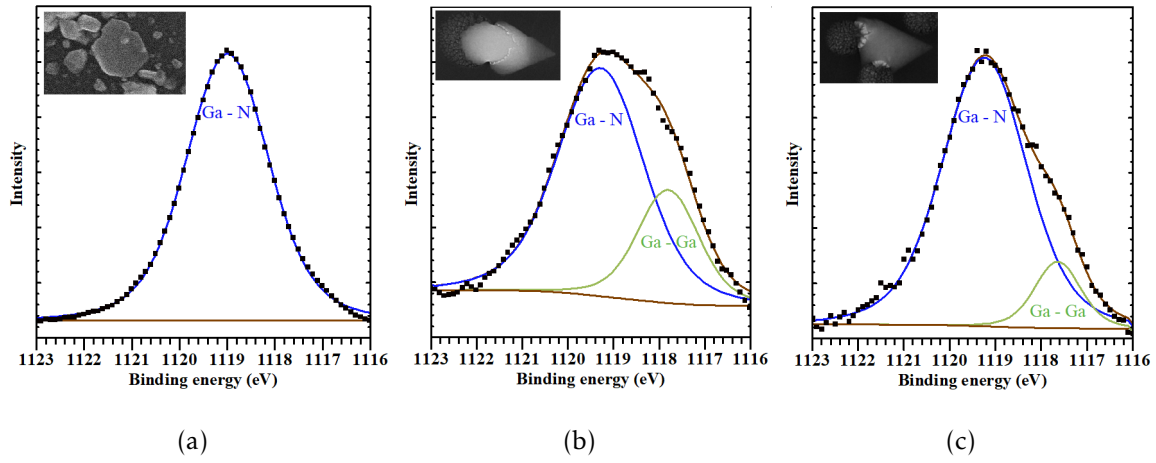 Intensity
Ga - N
1123 1122 1121 1120 1119 1118 1117 1116
Binding energy (eV)
(a)
Intensity
Ga - N
Ga - Ga
1123 1122 1121 1120 1119 1118 1117 1116
Binding energy (eV)
(b)
Intensity
Ga - N
Ga - Ga
1123 1122 1121 1120 1119 1118 1117 1116
Binding energy (eV)
(c)